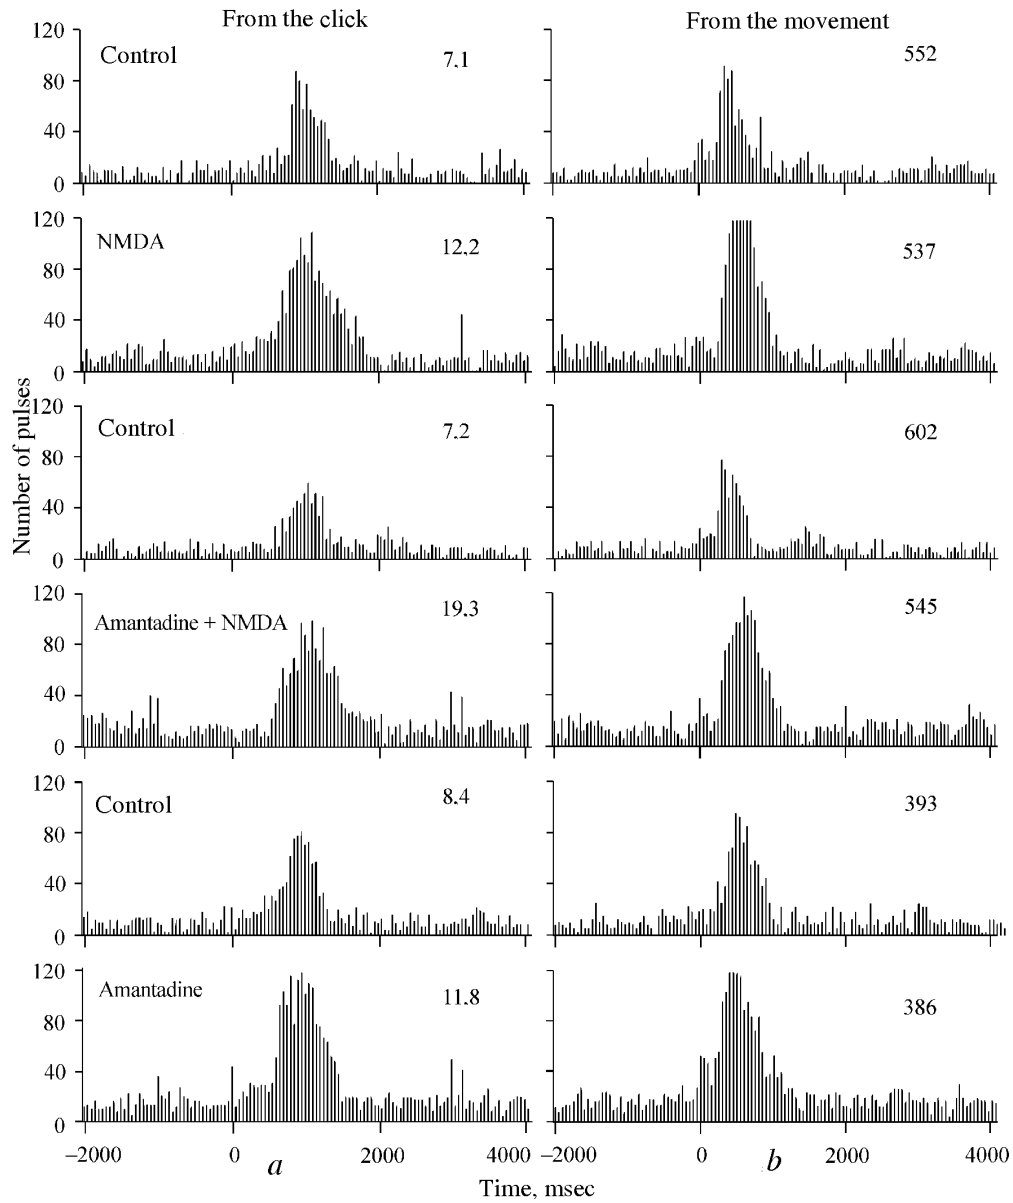 From the click From the movement
120
80
40
0
Control 7.1 552
120
80
40
0
NMDA 12.2 537
120
80
40
0
Control 7.2 602
120
80
40
0
Amantadine + NMDA 19.3 545
120
80
40
0
Control 8.4 393
120
80
40
0
Amantadine 11.8 386
Number of pulses
–2000 0 a 2000 4000 –2000 0 b 2000 4000
Time, msec